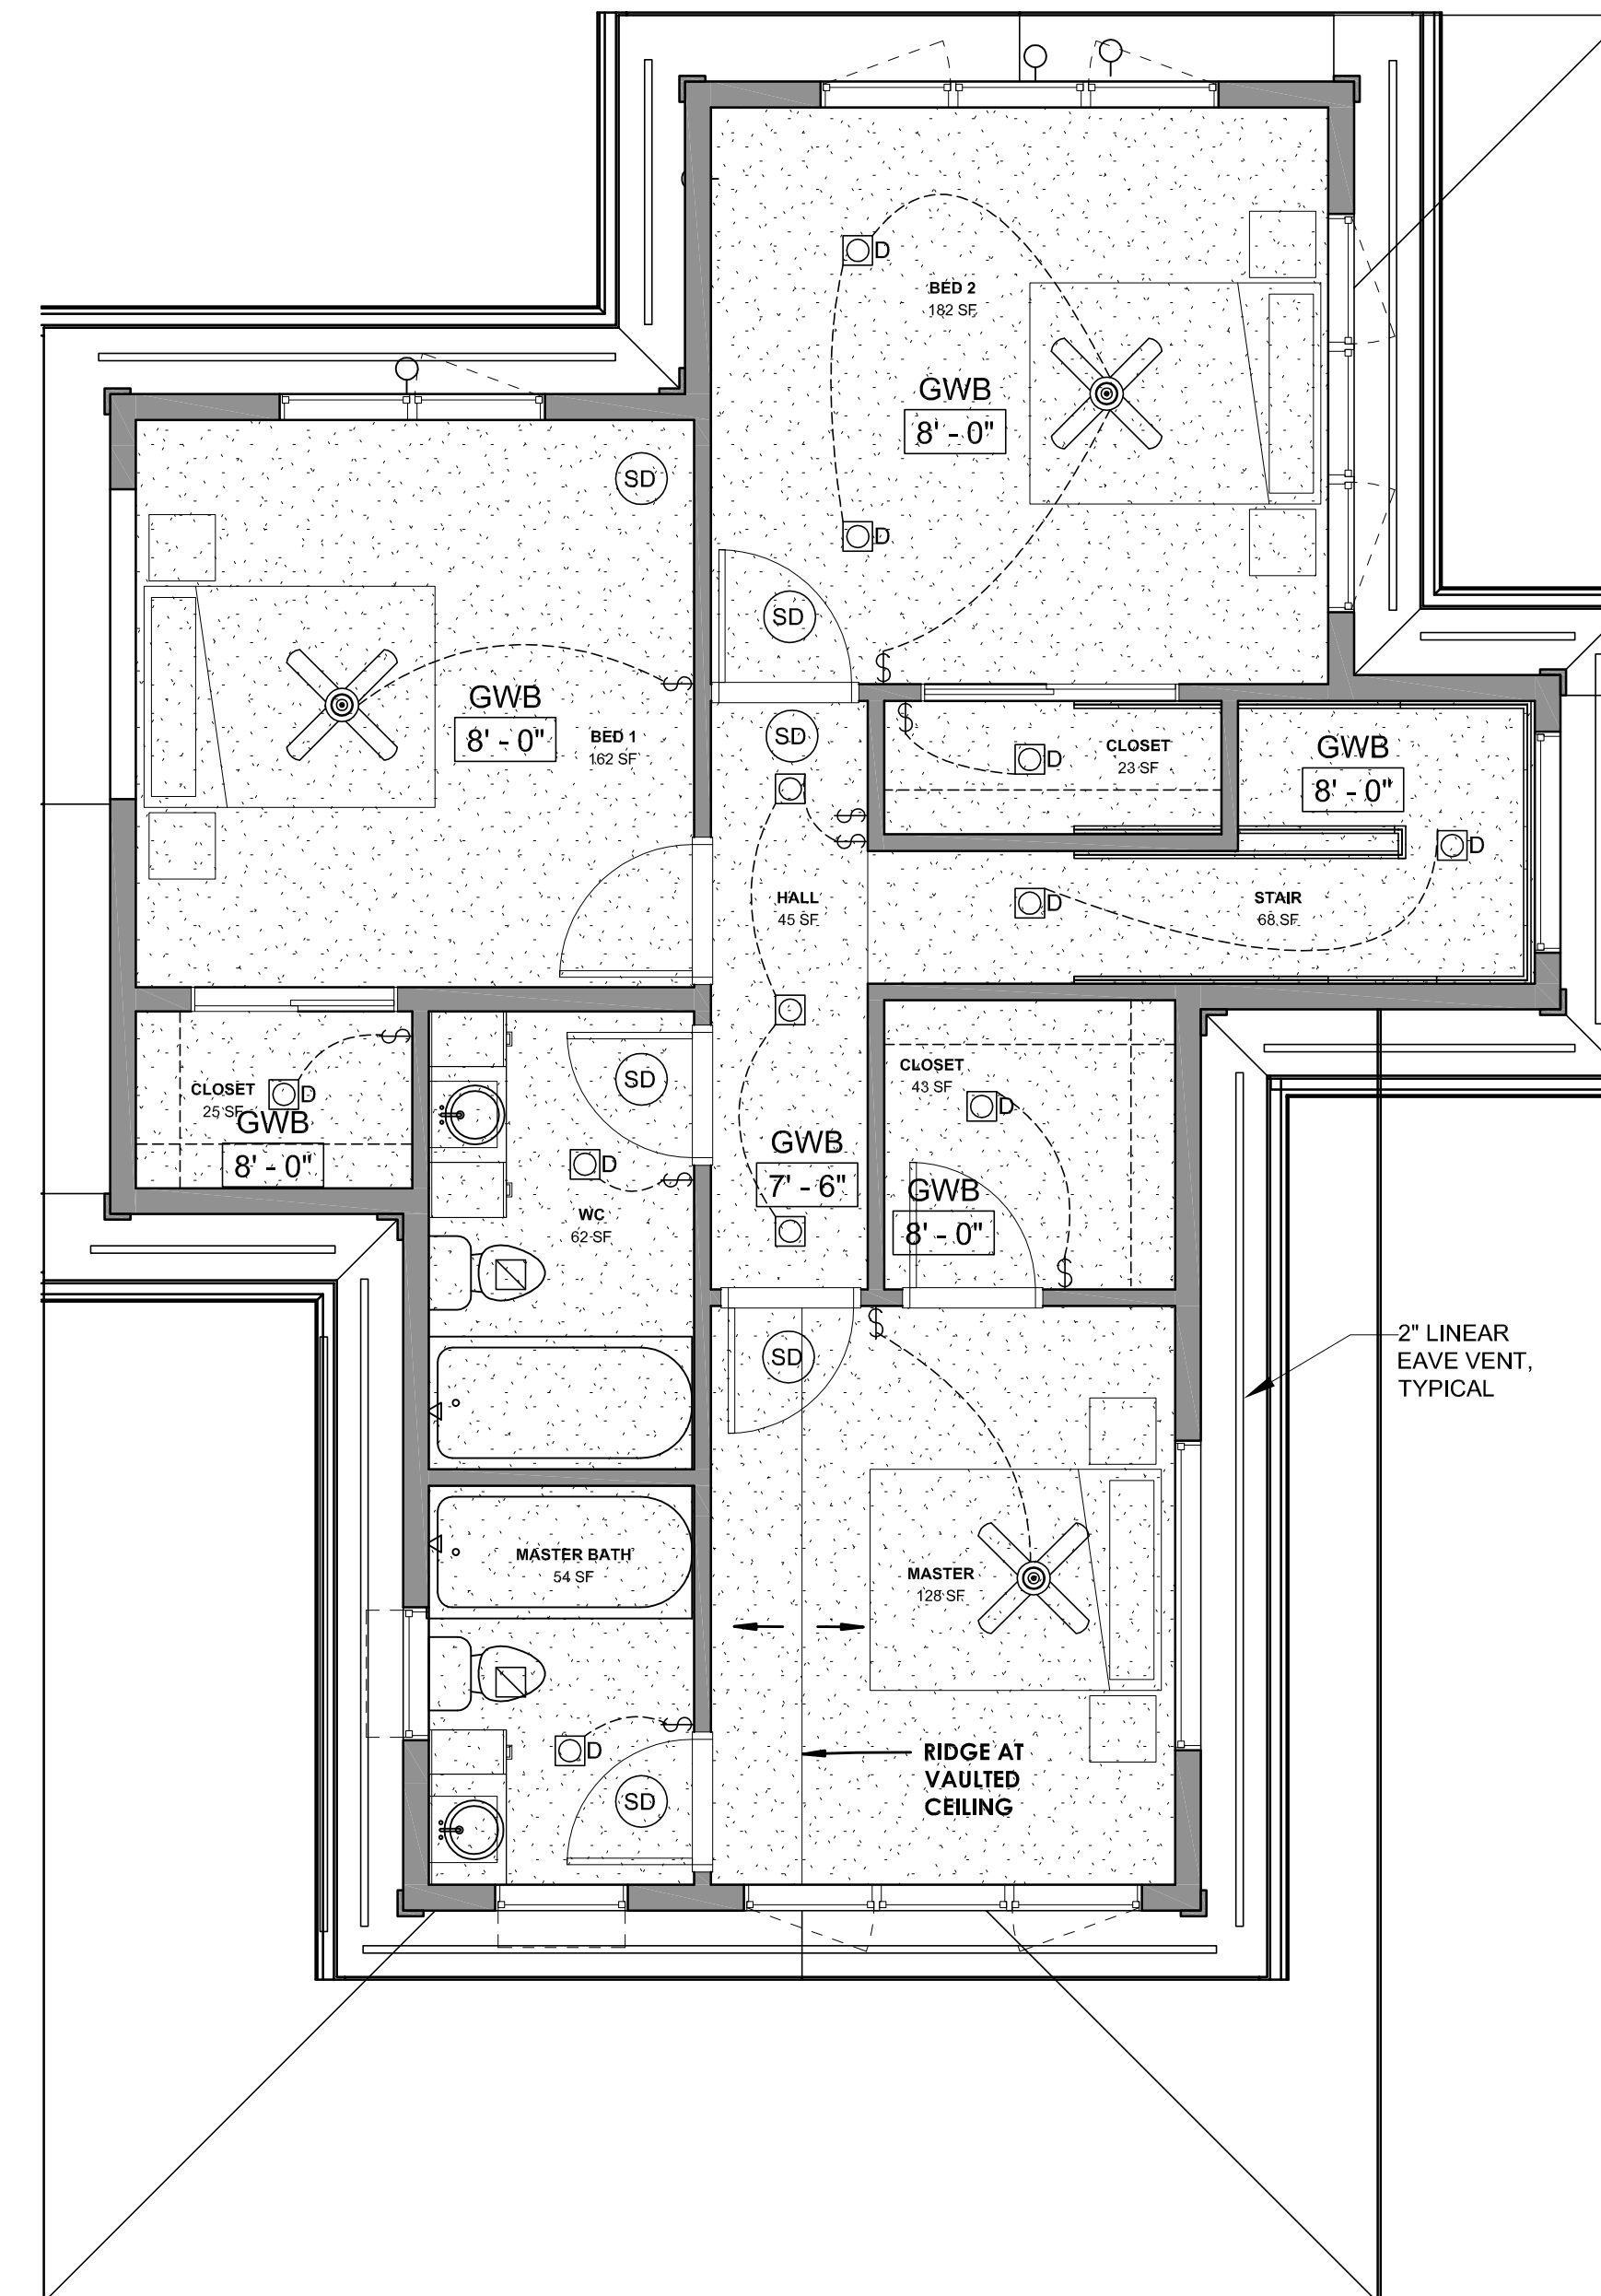 D
BED 2
182 SF
GWB
8' - 0"
D
SD
SD
$
GWB
8' - 0"
BED 1
162 SF
$
SD
$
D
CLOSET
23 SF
GWB
8' - 0"
$
$
D
HALL
45 SF
D
STAIR
68 SF
$
CLOSET
25 SF
D
GWB
8' - 0"
SD
D
$
WC
62 SF
GWB
7' - 6"
CLOSET
43 SF
D
GWB
8' - 0"
$
2" LINEAR
EAVE VENT,
TYPICAL
SD
$
MASTER BATH
54 SF
MASTER
128 SF
$
D
SD
RIDGE AT
VAULTED
CEILING